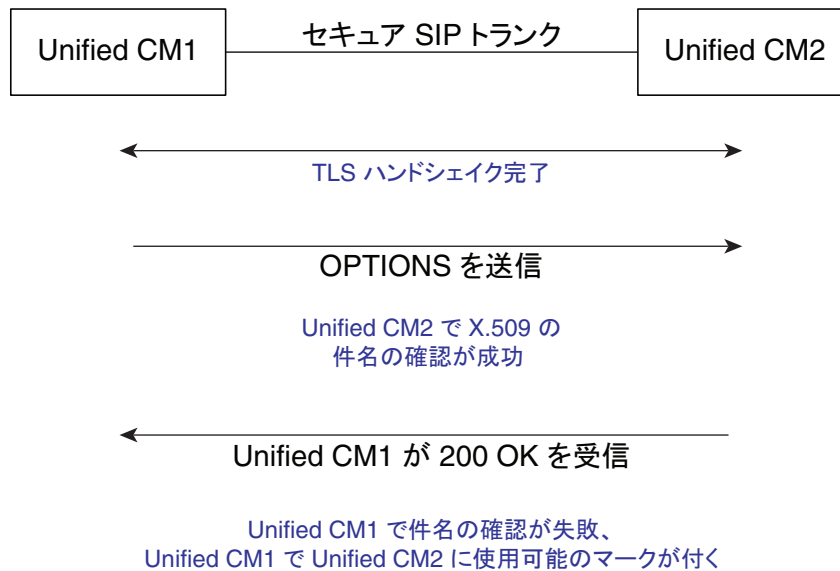 Unified CM1
セキュア SIP トランク
Unified CM2
TLS ハンドシェイク完了
OPTIONS を送信
Unified CM2 で X.509 の
件名の確認が成功
Unified CM1 が 200 OK を受信
Unified CM1 で件名の確認が失敗、
Unified CM1 で Unified CM2 に使用可能のマークが付く